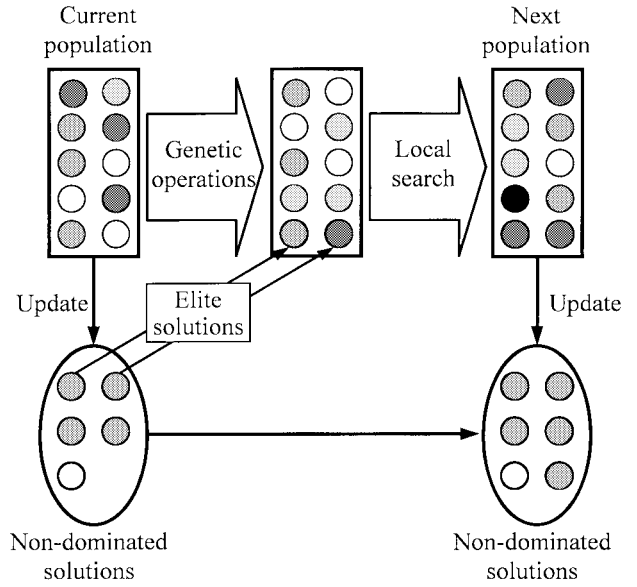 Current
population
Next
population
Genetic
operations
Local
search
Update
Elite
solutions
Update
Non-dominated
solutions
Non-dominated
solutions